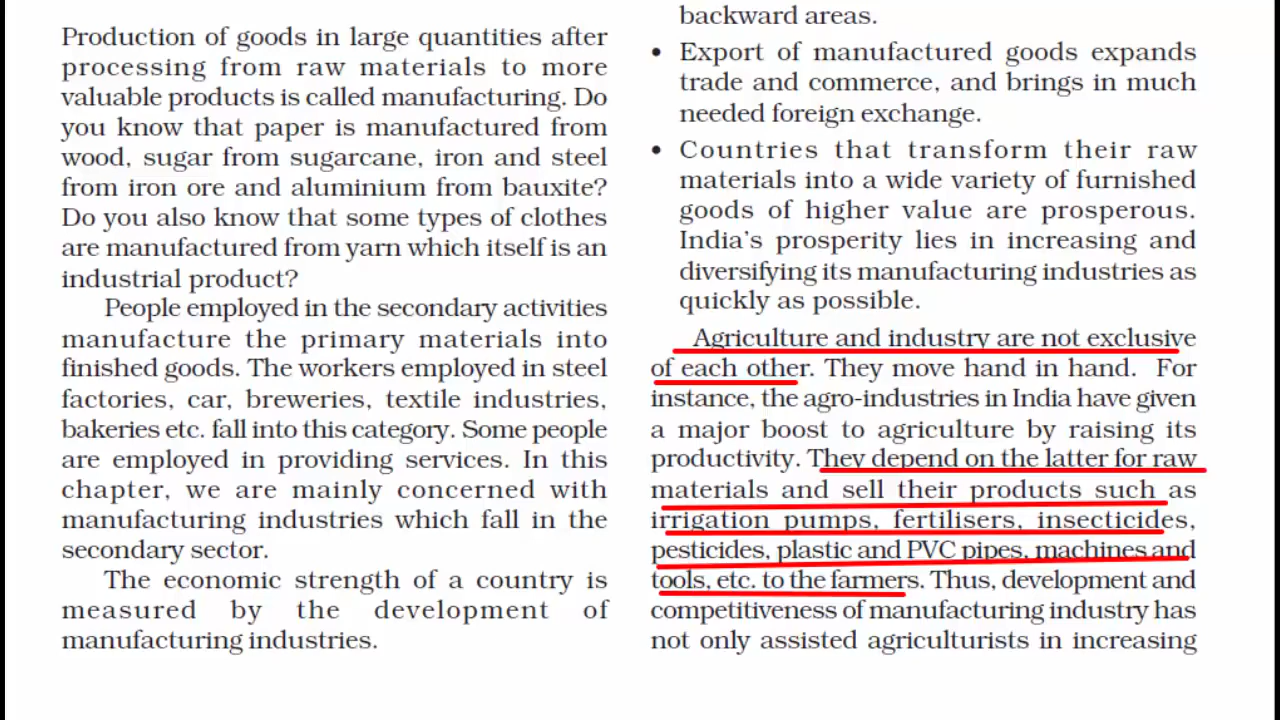 Production of goods in large quantities after
processing from raw materials to more
valuable products is called manufacturing. Do
you know that paper is manufactured from
wood, sugar from sugarcane, iron and steel
from iron ore and aluminium from bauxite?
Do you also know that some types of clothes
are manufactured from yarn which itself is an
industrial product?
People employed in the secondary activities
manufacture the primary materials into
finished goods. The workers employed in steel
factories, car, breweries, textile industries,
bakeries etc. fall into this category. Some people
are employed in providing services. In this
chapter, we are mainly concerned with
manufacturing industries which fall in the
secondary sector.
The economic strength of a country is
measured by the development of
manufacturing industries.
backward areas.
• Export of manufactured goods expands
trade and commerce, and brings in much
needed foreign exchange.
• Countries that transform their raw
materials into a wide variety of furnished
goods of higher value are prosperous.
India's prosperity lies in increasing and
diversifying its manufacturing industries as
quickly as possible.
Agriculture and industry are not exclusive
of each other. They move hand in hand. For
instance, the agro-industries in India have given
a major boost to agriculture by raising its
productivity. They depend on the latter for raw
materials and sell their products such as
irrigation pumps, fertilisers, insecticides,
pesticides, plastic and PVC pipes, machines and
tools, etc. to the farmers. Thus, development and
competitiveness of manufacturing industry has
not only assisted agriculturists in increasing